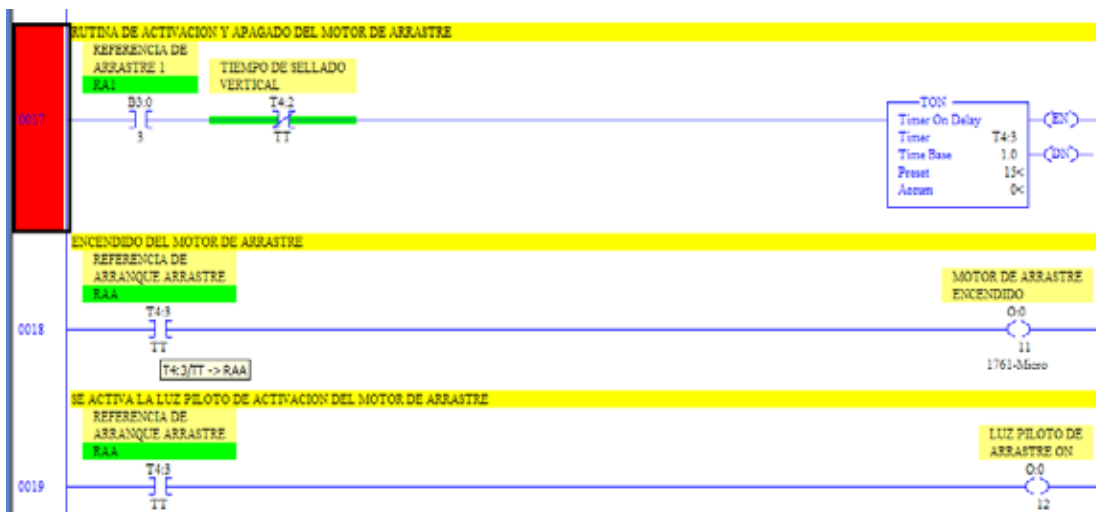 RUTINA DE ACTIVACION Y APAGADO DEL MOTOR DE ARRASTRE
REFERENCIA DE
ARRASTRE 1
RA1
B3:0
3
TIEMPO DE SELLADO
VERTICAL
T4:2
TT
0017
TON
Timer On Delay
Timer T4:3
Time Base 1.0
Preset 15<
Accum 0<
EN
DN
ENCENDIDO DEL MOTOR DE ARRASTRE
REFERENCIA DE
ARRANQUE ARRASTRE
RAA
T4:3
TT
0018
T4:3/TT -> RAA
MOTOR DE ARRASTRE
ENCENDIDO
O:0
11
1761-Micro
SE ACTIVA LA LUZ PILOTO DE ACTIVACION DEL MOTOR DE ARRASTRE
REFERENCIA DE
ARRANQUE ARRASTRE
RAA
T4:3
TT
0019
LUZ PILOTO DE
ARRASTRE ON
O:0
12